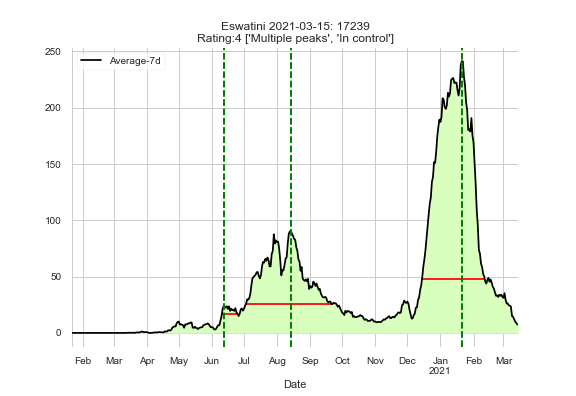 Eswatini 2021-03-15: 17239
Rating:4 ['Multiple peaks', 'In control']
Average-7d
250
200
150
100
50
0
Feb Mar Apr May Jun Jul Aug Sep Oct Nov Dec Jan Feb Mar
2021
Date